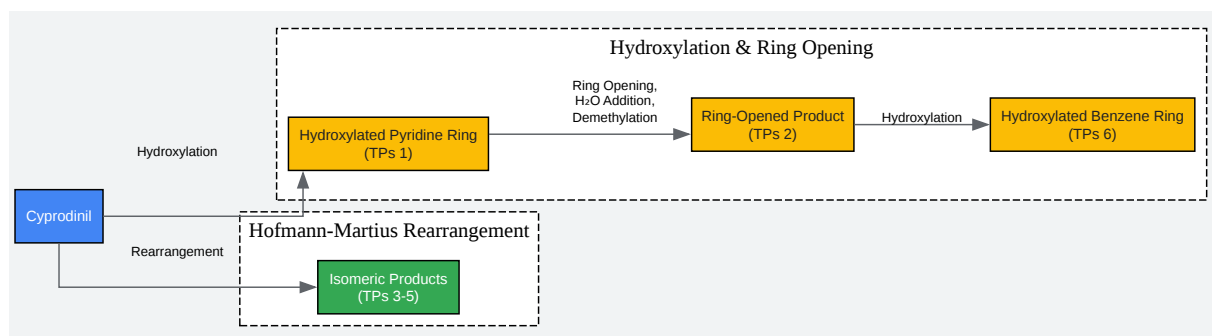 Hydroxylation & Ring Opening
Ring Opening,
H₂O Addition,
Demethylation
Hydroxylated Pyridine Ring
(TPs 1)
Ring-Opened Product
(TPs 2)
Hydroxylation
Hydroxylated Benzene Ring
(TPs 6)
Hydroxylation
Cyprodinil
Hofmann-Martius Rearrangement
Rearrangement
Isomeric Products
(TPs 3-5)